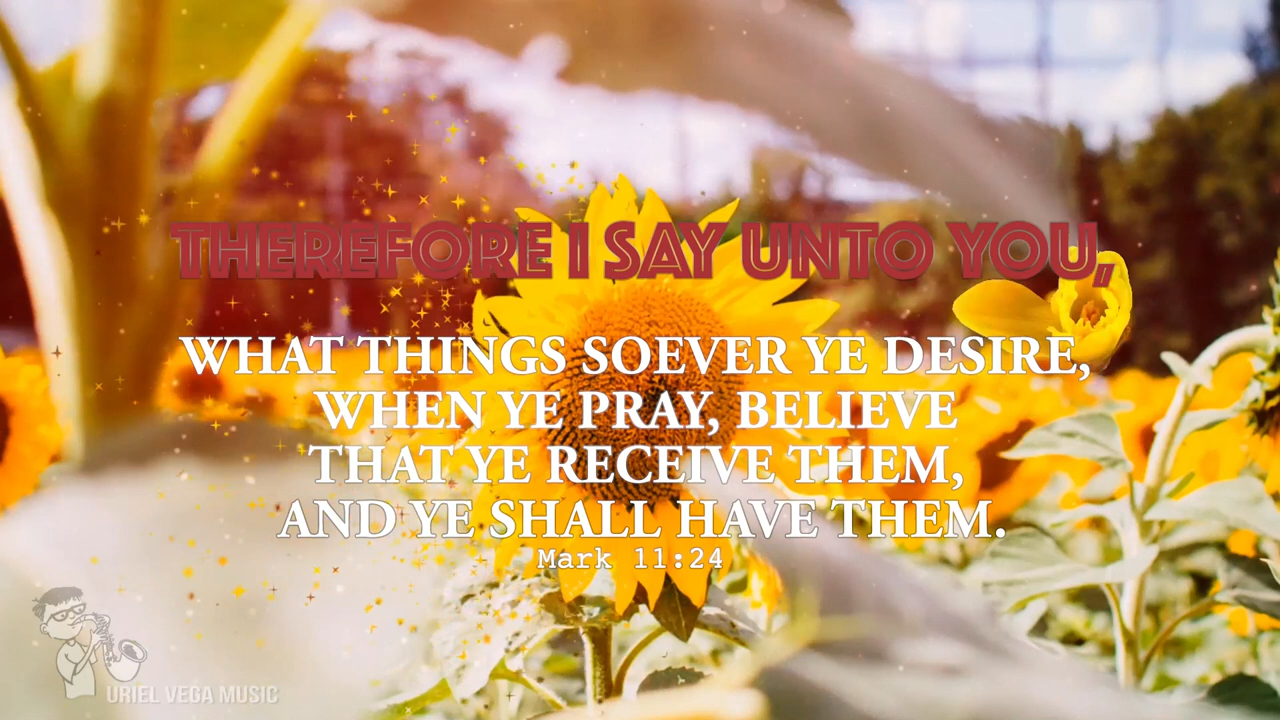 THEREFORE I SAY UNTO YOU,
WHAT THINGS SOEVER YE DESIRE,
WHEN YE PRAY, BELIEVE
THAT YE RECEIVE THEM,
AND YE SHALL HAVE THEM.
Mark 11:24
URIEL VEGA MUSIC